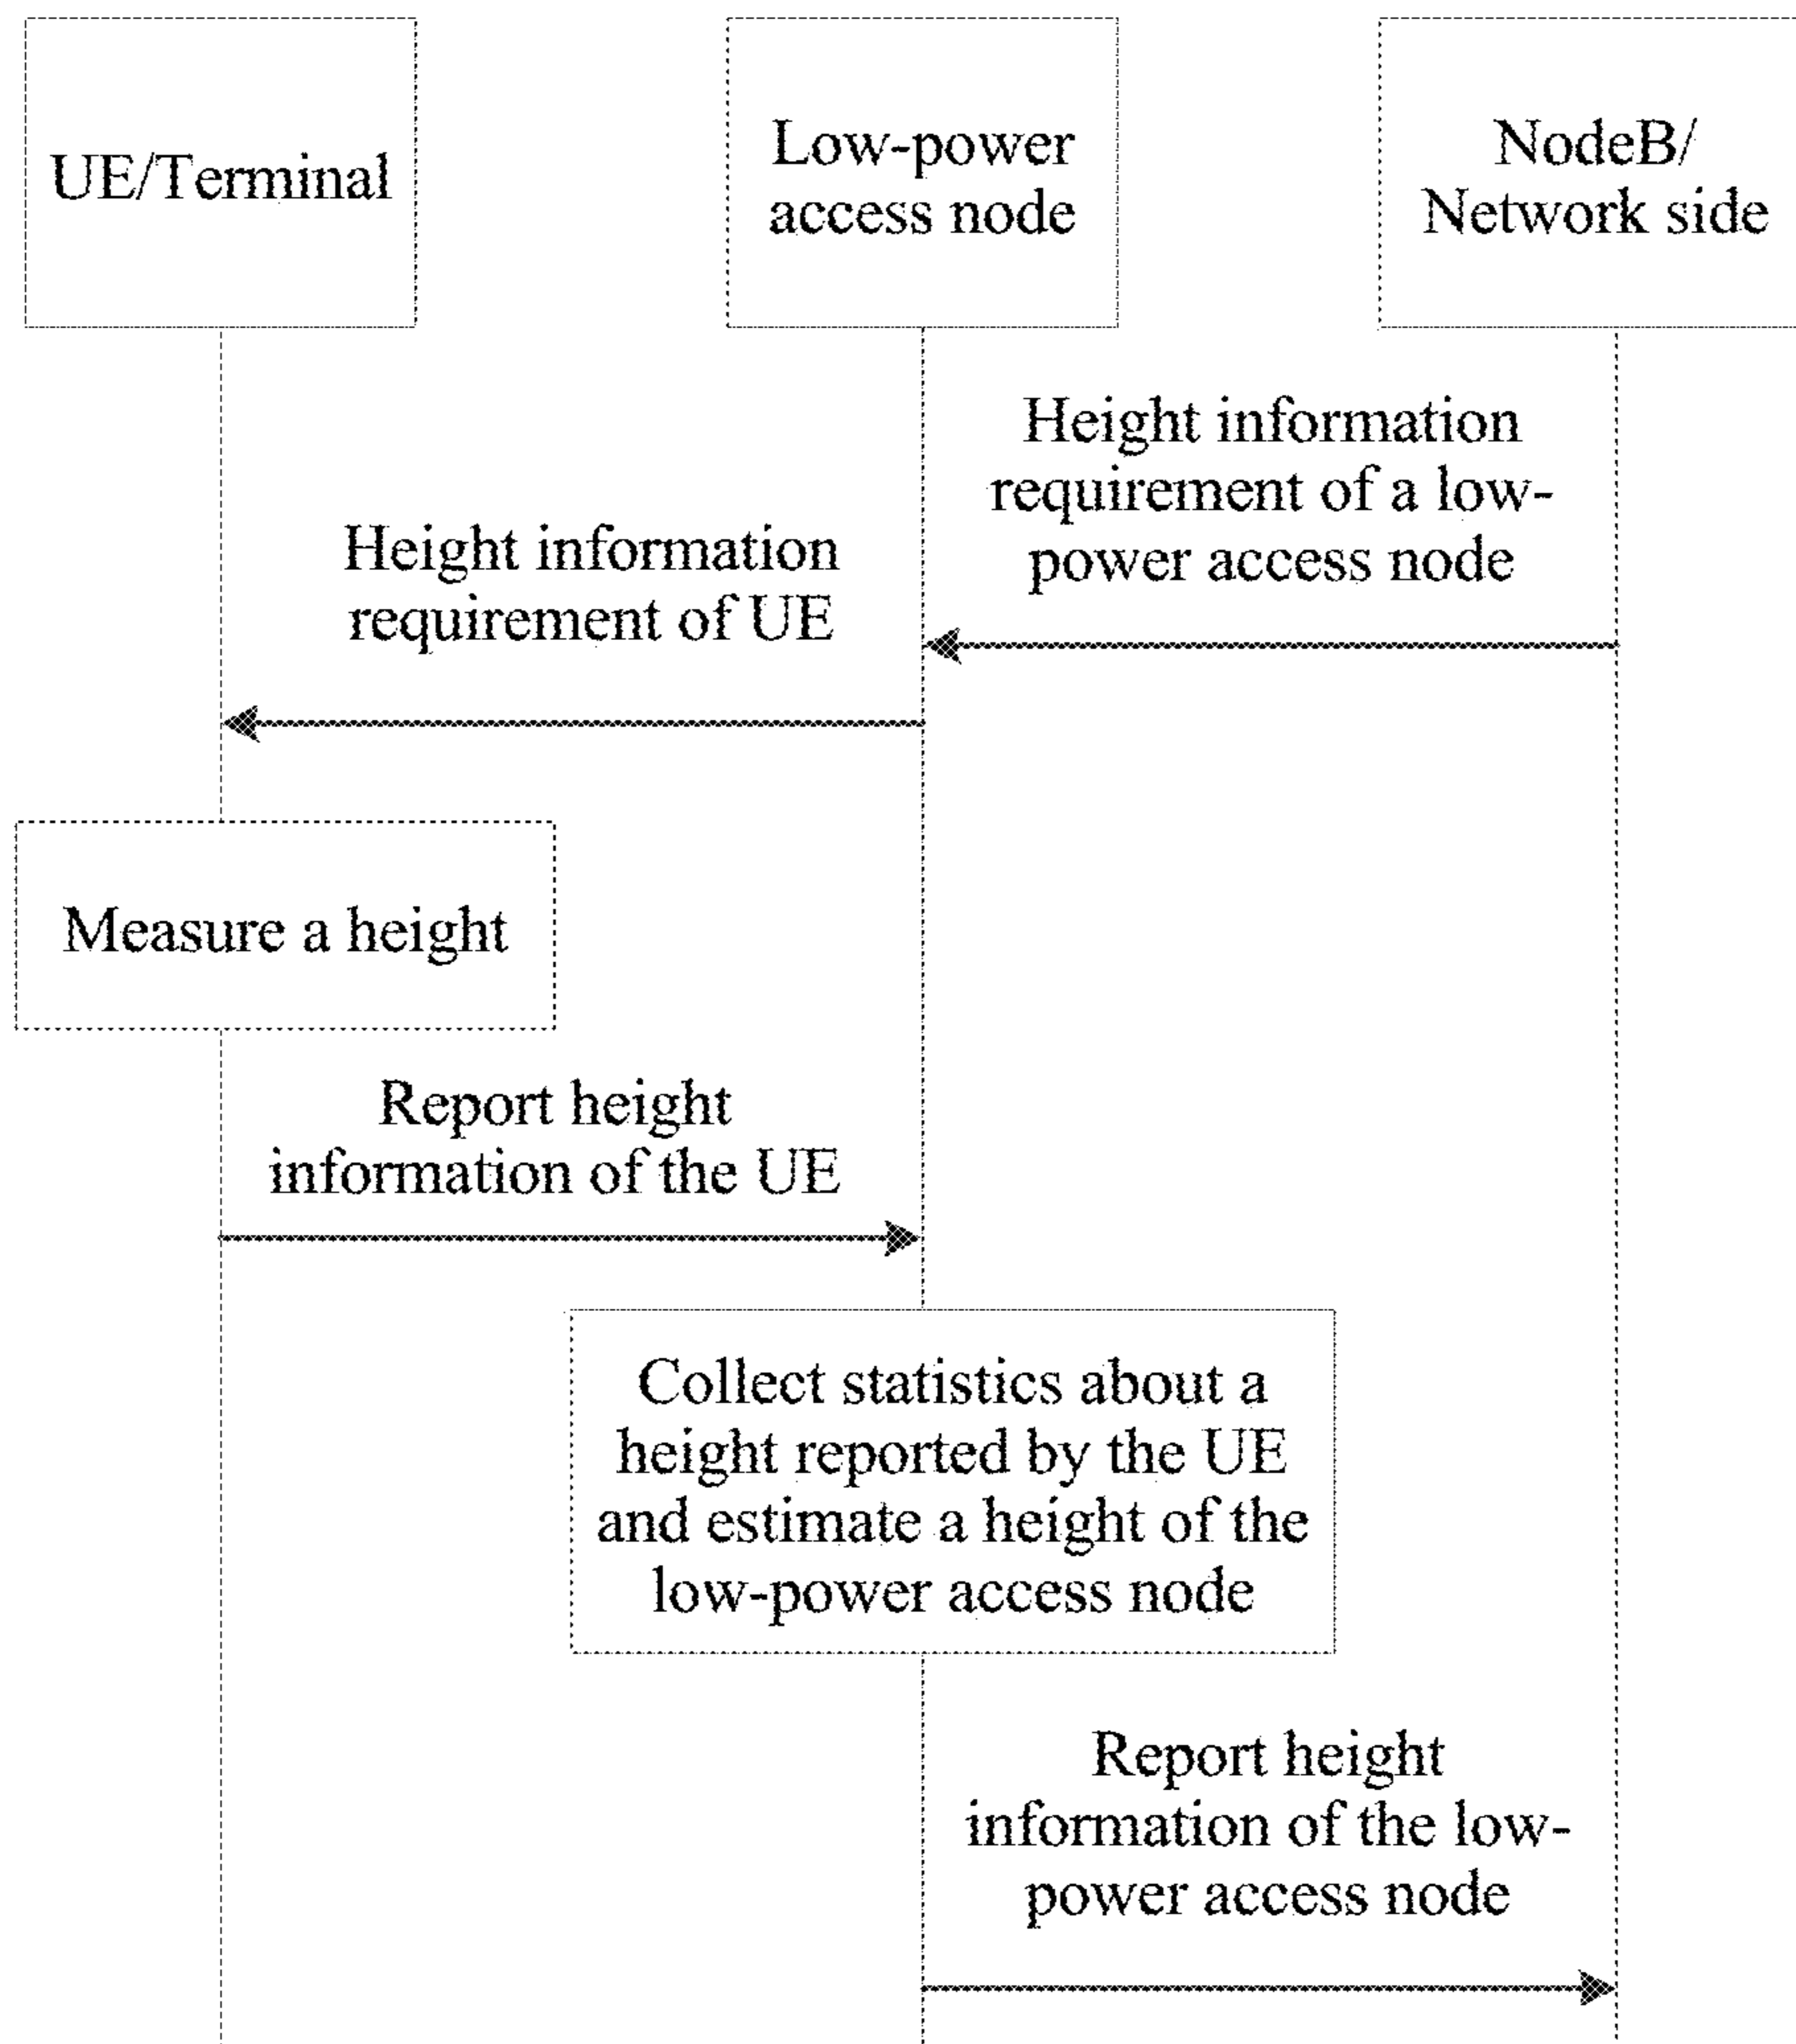 UE/Terminal
Low-power
access node
NodeB/
Network side
Height information
requirement of a low-
power access node
Height information
requirement of UE
Measure a height
Report height
information of the UE
Collect statistics about a
height reported by the UE
and estimate a height of the
low-power access node
Report height
information of the low-
power access node